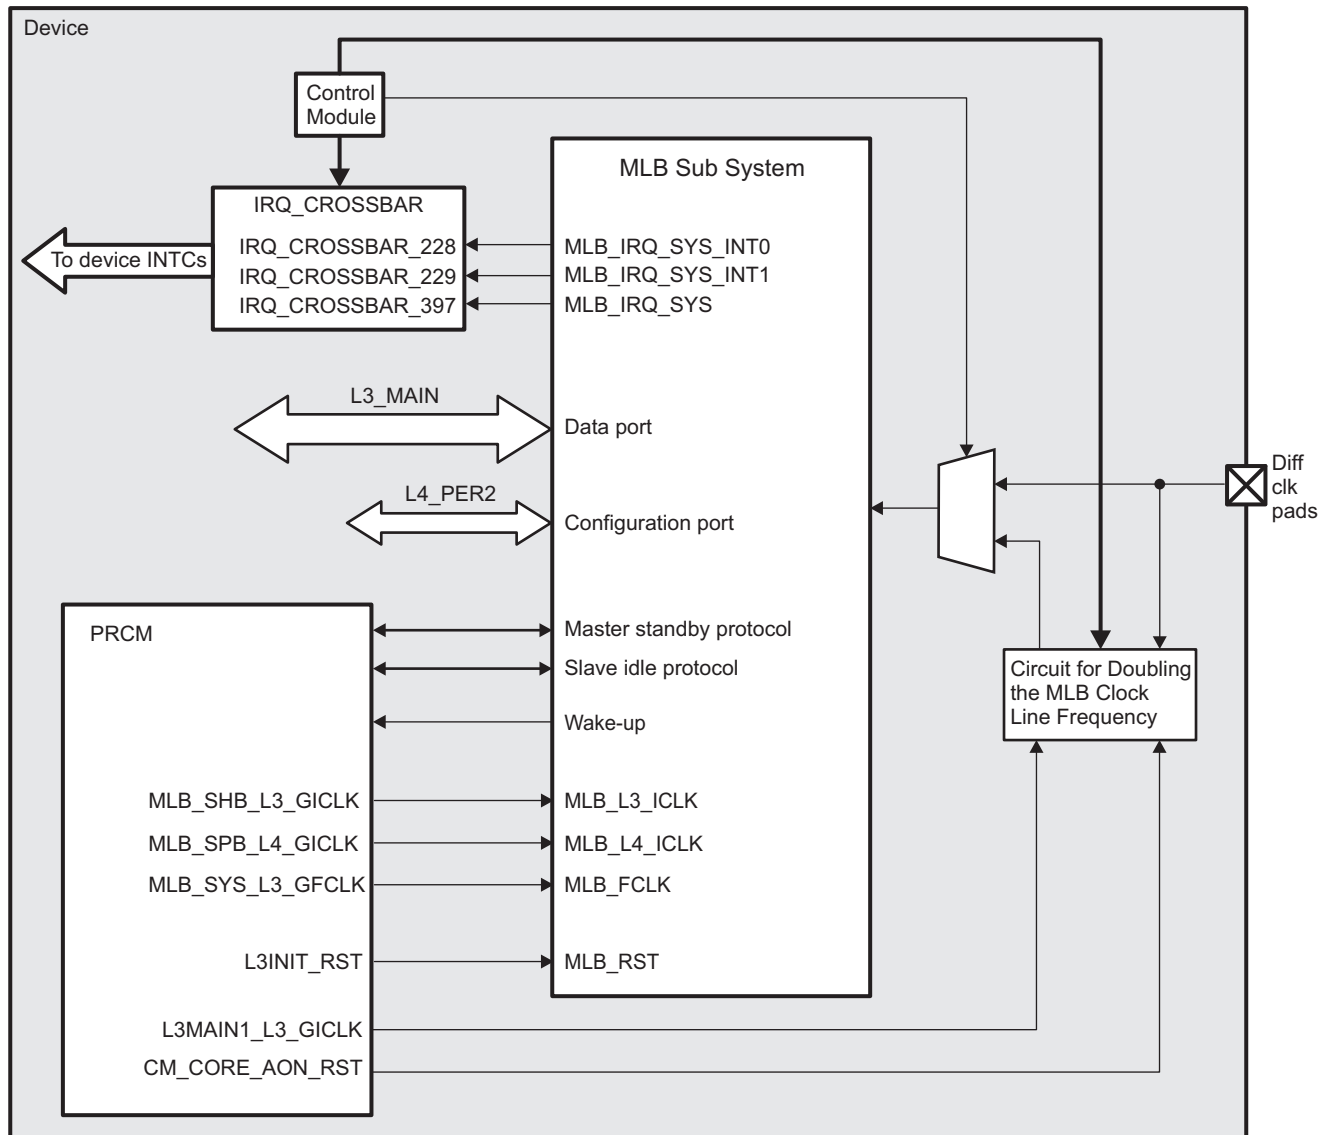 Device
Control
Module
MLB Sub System
IRQ_CROSSBAR
IRQ_CROSSBAR_228
MLB_IRQ_SYS_INT0
To device INTCs
IRQ_CROSSBAR_229
MLB_IRQ_SYS_INT1
IRQ_CROSSBAR_397
MLB_IRQ_SYS
L3_MAIN
Data port
L4_PER2
Configuration port
Diff
clk
pads
PRCM
Master standby protocol
Slave idle protocol
Wake-up
Circuit for Doubling
the MLB Clock
Line Frequency
MLB_SHB_L3_GICLK
MLB_L3_ICLK
MLB_SPB_L4_GICLK
MLB_L4_ICLK
MLB_SYS_L3_GFCLK
MLB_FCLK
L3INIT_RST
MLB_RST
L3MAIN1_L3_GICLK
CM_CORE_AON_RST